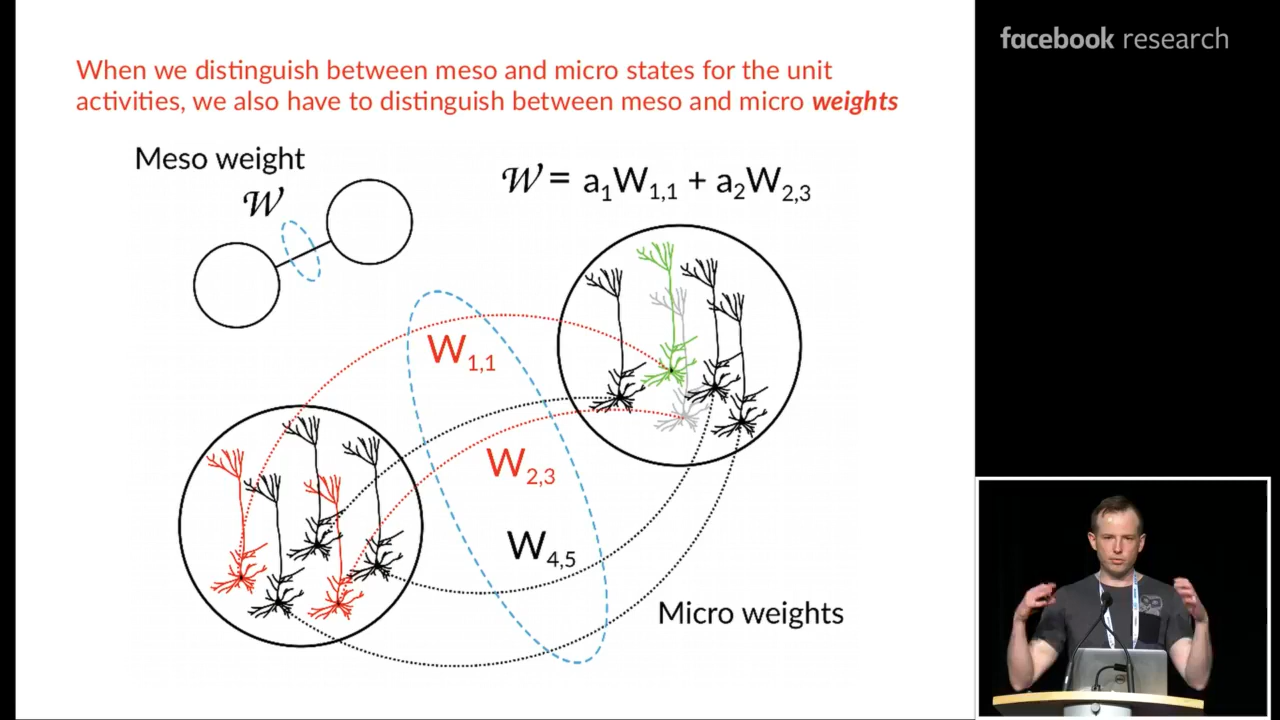 When we distinguish between meso and micro states for the unit
activities, we also have to distinguish between meso and micro weights
facebook research
Meso weight
𝒲
𝒲 = a₁W₁,₁ + a₂W₂,₃
W₁,₁
W₂,₃
W₄,₅
Micro weights